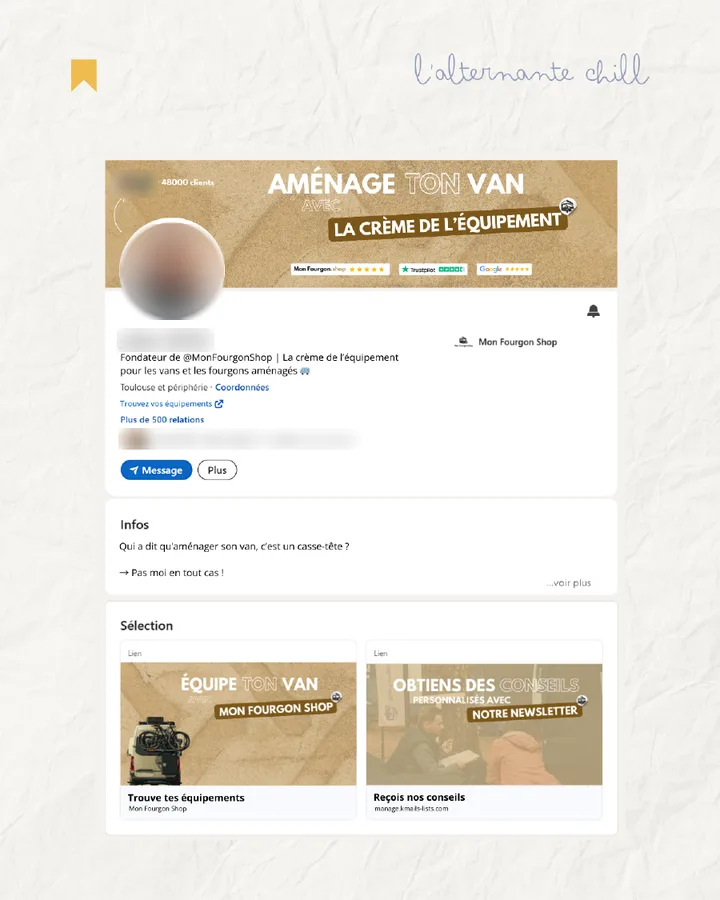 l'alternante chill
48000 clients
AMÉNAGE TON VAN
AVEC
LA CRÈME DE L'ÉQUIPEMENT
Mon Fourgon.shop
Trustpilot
Google
Fondateur de @MonFourgonShop | La crème de l'équipement
pour les vans et les fourgons aménagés 🚐
Mon Fourgon Shop
Toulouse et périphérie · Coordonnées
Trouvez vos équipements
Plus de 500 relations
Message
Plus
Infos
Qui a dit qu'aménager son van, c'est un casse-tête ?
→ Pas moi en tout cas !
...voir plus
Sélection
Lien
ÉQUIPE TON VAN
AVEC
MON FOURGON SHOP
Trouve tes équipements
Mon Fourgon Shop
Lien
OBTIENS DES CONSEILS
PERSONNALISÉS AVEC
NOTRE NEWSLETTER
Reçois nos conseils
manage.kmails-lists.com